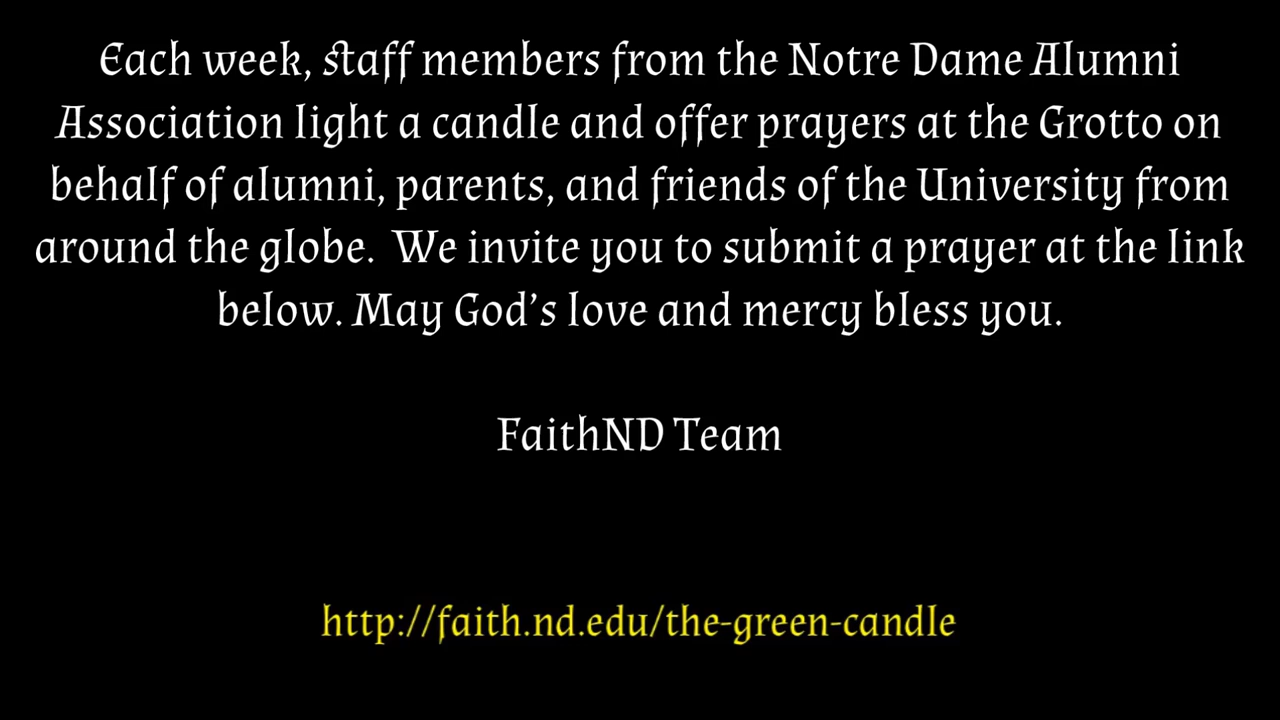 Each week, staff members from the Notre Dame Alumni
Association light a candle and offer prayers at the Grotto on
behalf of alumni, parents, and friends of the University from
around the globe.  We invite you to submit a prayer at the link
below. May God’s love and mercy bless you.
FaithND Team
http://faith.nd.edu/the-green-candle